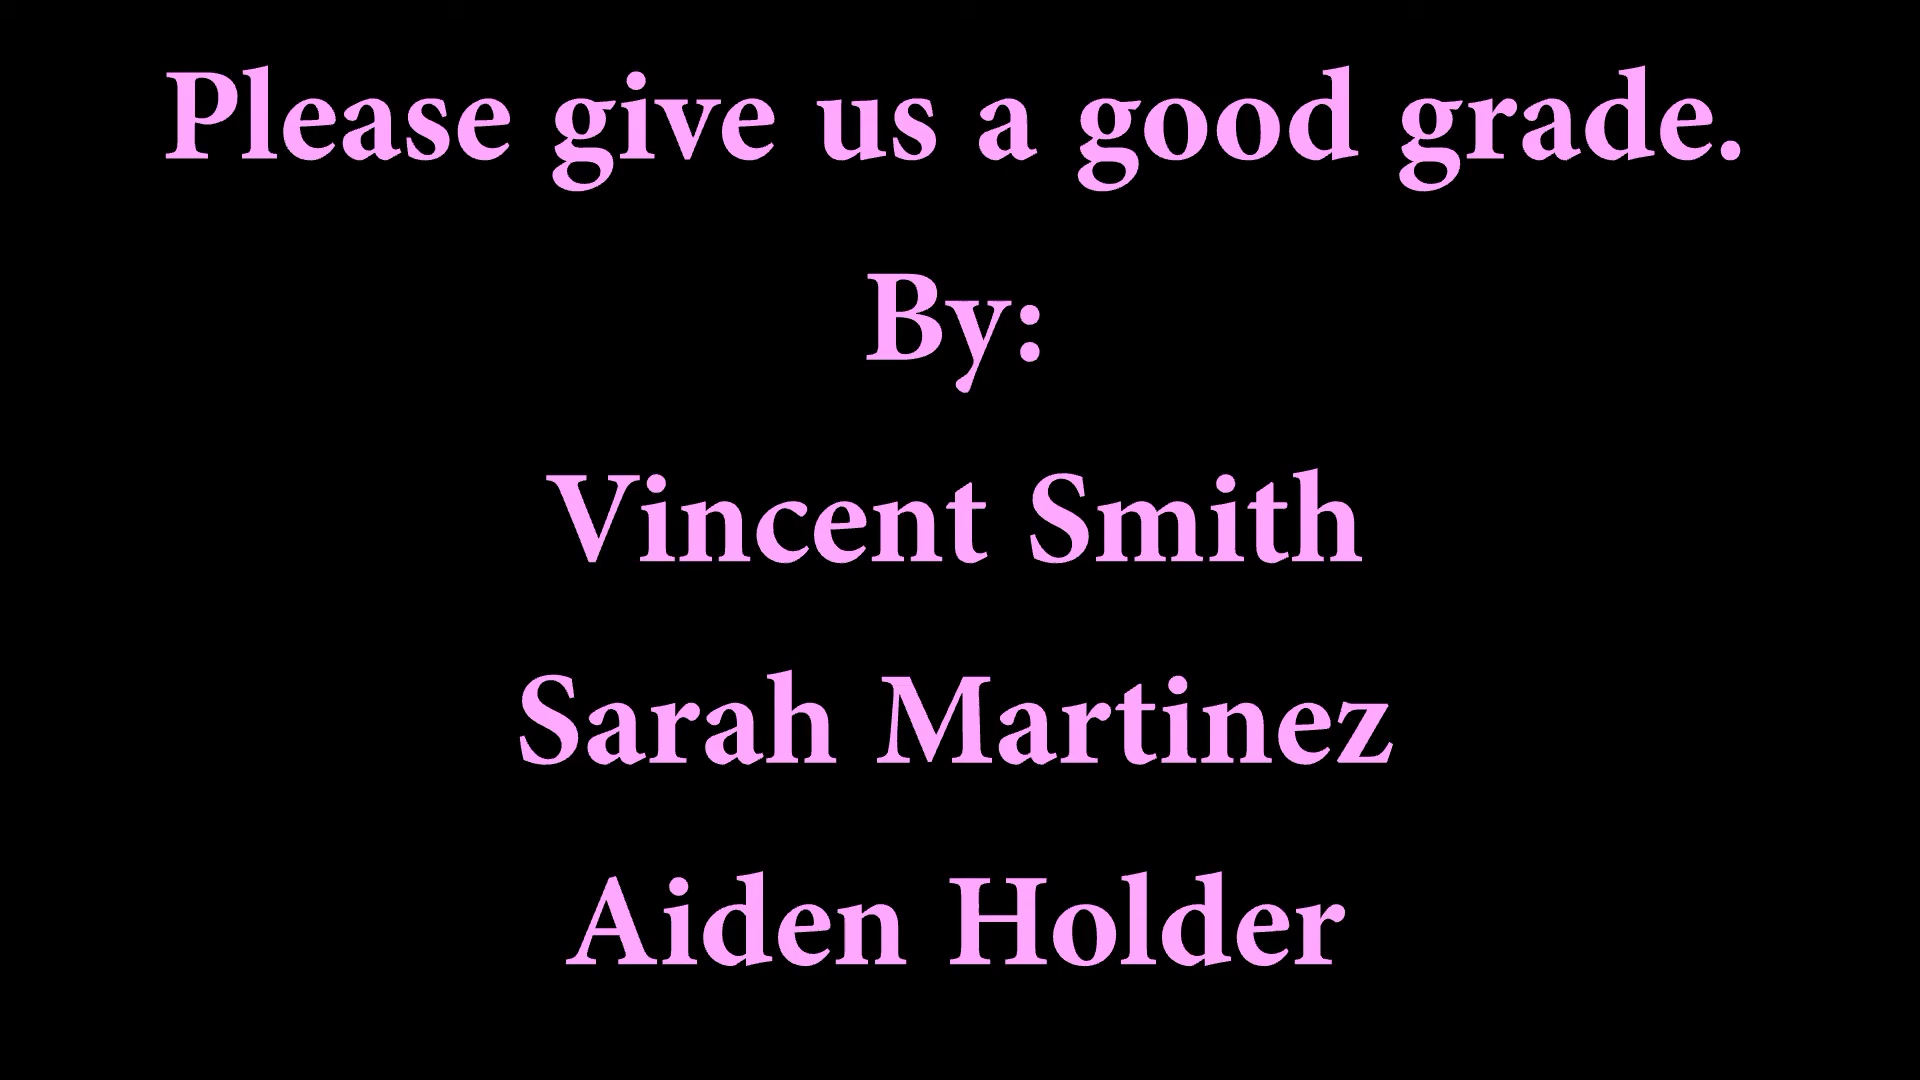 Please give us a good grade.
By:
Vincent Smith
Sarah Martinez
Aiden Holder